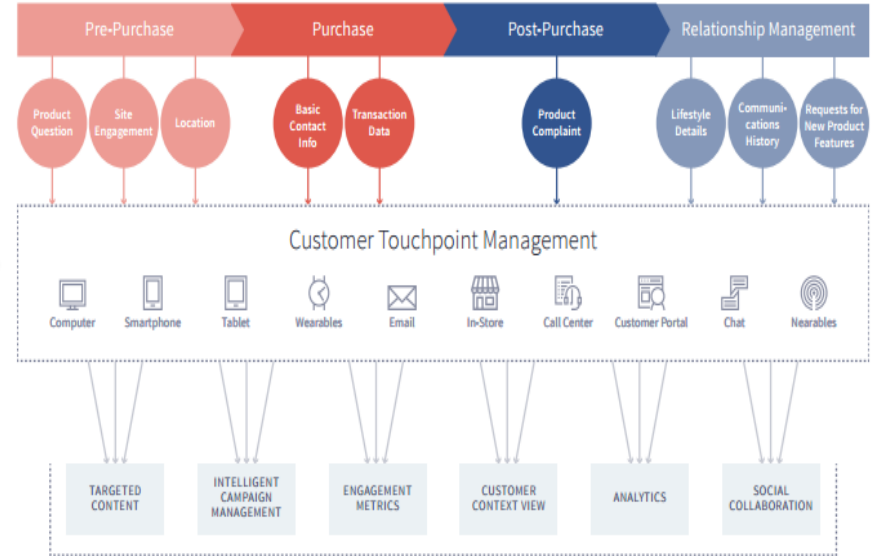 Pre-Purchase
Purchase
Post-Purchase
Relationship Management
Product
Question
Site
Engagement
Location
Basic
Contact
Info
Transaction
Data
Product
Complaint
Lifestyle
Details
Communi-
cations
History
Requests for
New Product
Features
Customer Touchpoint Management
Computer
Smartphone
Tablet
Wearables
Email
In-Store
Call Center
Customer Portal
Chat
Nearables
TARGETED
CONTENT
INTELLIGENT
CAMPAIGN
MANAGEMENT
ENGAGEMENT
METRICS
CUSTOMER
CONTEXT VIEW
ANALYTICS
SOCIAL
COLLABORATION